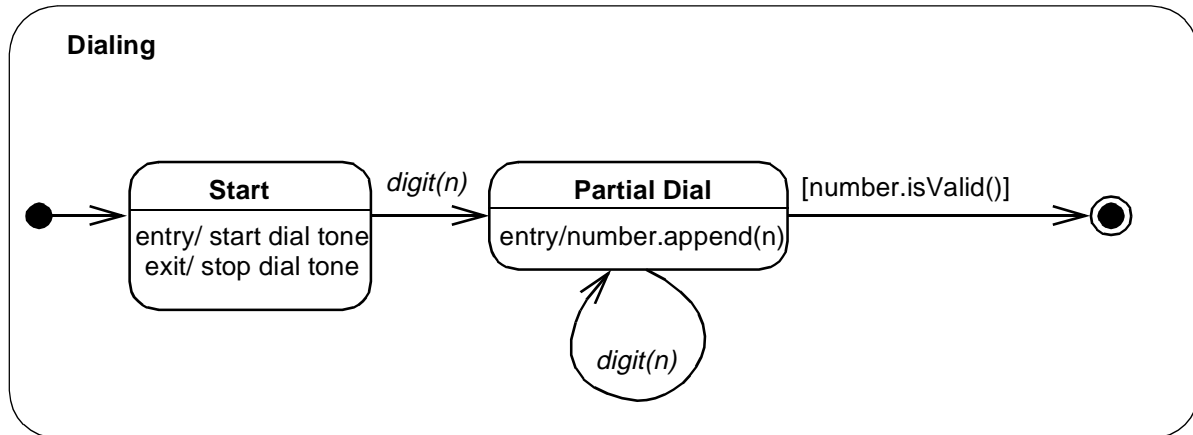 Dialing
Start
entry/ start dial tone
exit/ stop dial tone
digit(n)
Partial Dial
entry/number.append(n)
digit(n)
[number.isValid()]